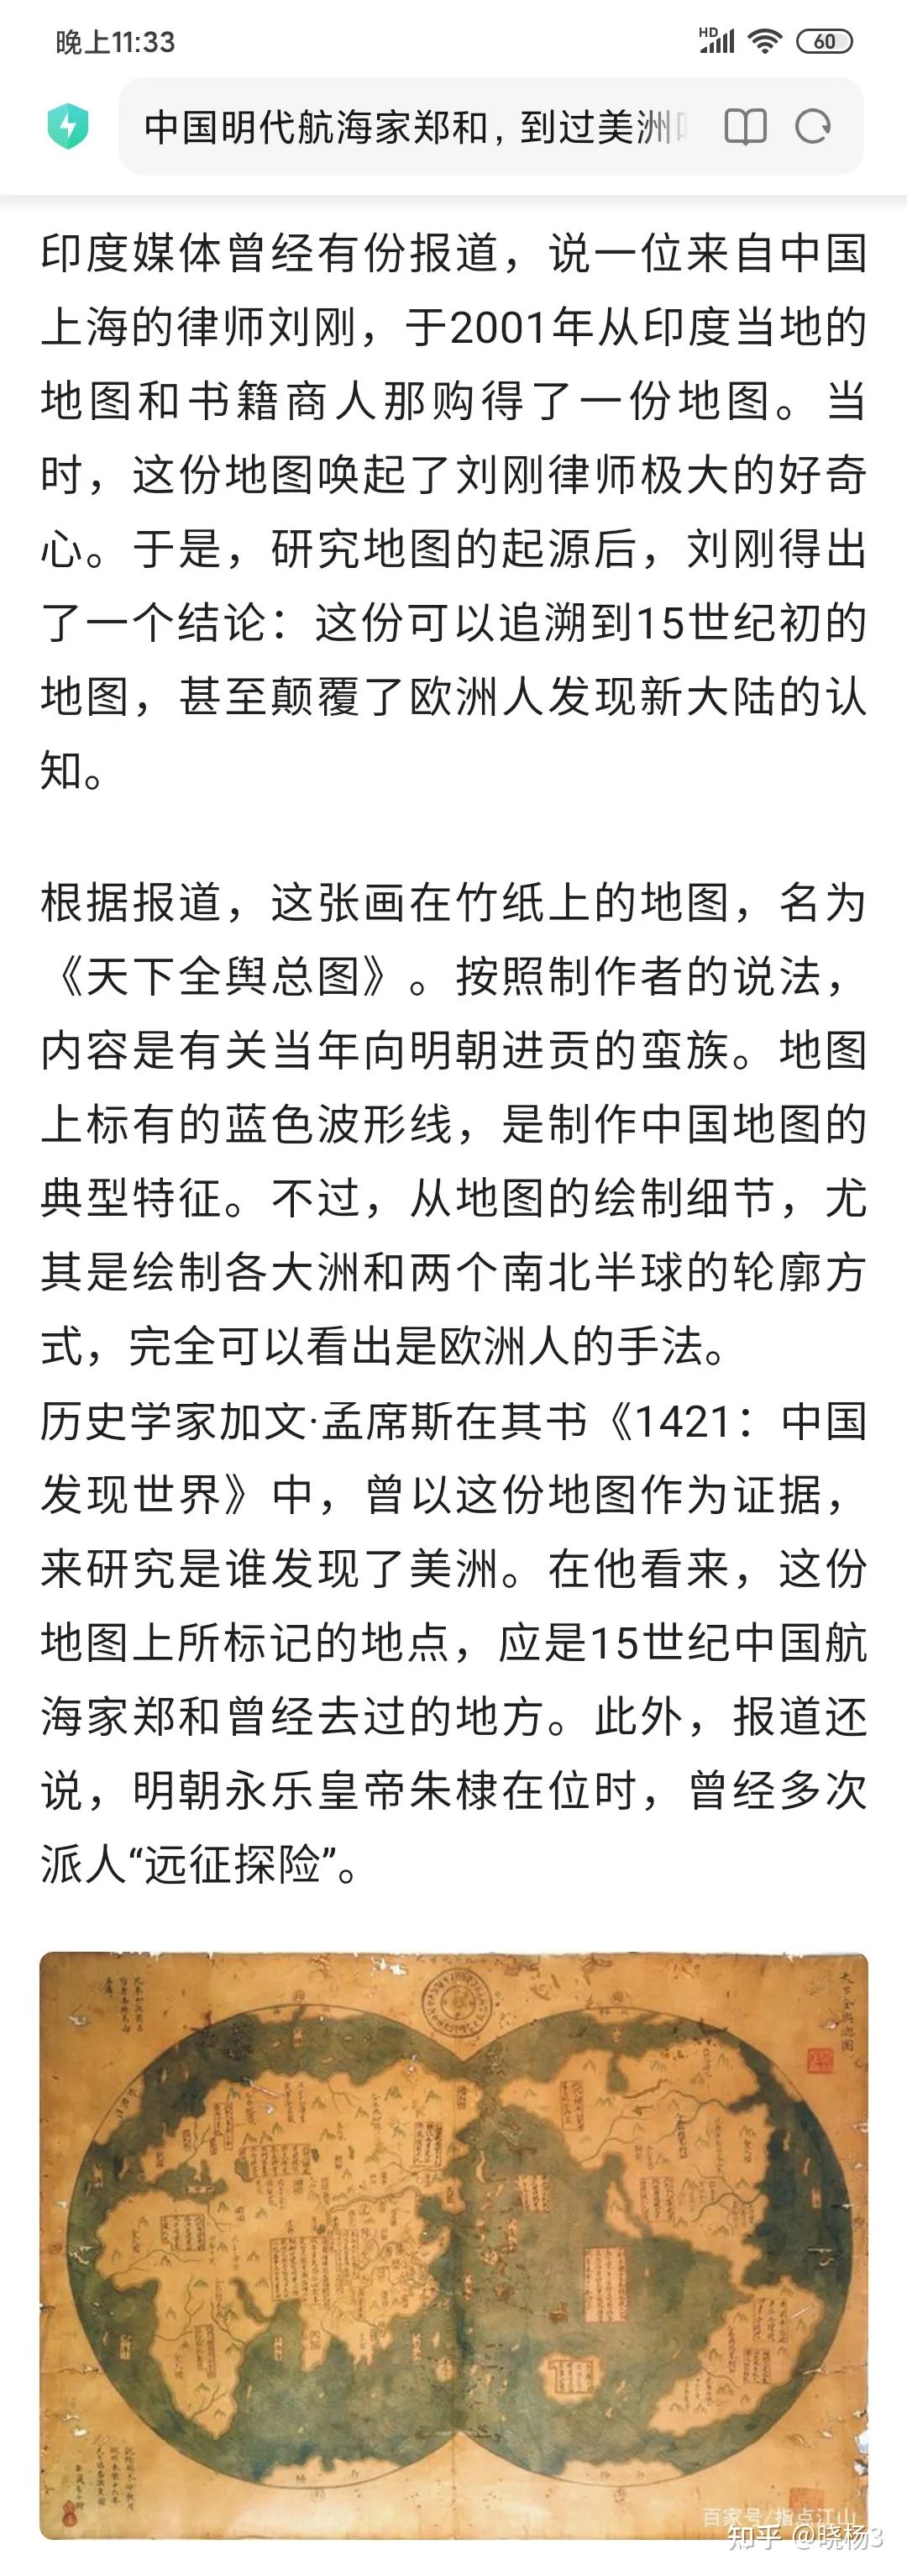 晚上11:33
HD
60
中国明代航海家郑和，到过美洲
印度媒体曾经有份报道，说一位来自中国
上海的律师刘刚，于2001年从印度当地的
地图和书籍商人那购得了一份地图。当
时，这份地图唤起了刘刚律师极大的好奇
心。于是，研究地图的起源后，刘刚得出
了一个结论：这份可以追溯到15世纪初的
地图，甚至颠覆了欧洲人发现新大陆的认
知。
根据报道，这张画在竹纸上的地图，名为
《天下全舆总图》。按照制作者的说法，
内容是有关当年向明朝进贡的蛮族。地图
上标有的蓝色波形线，是制作中国地图的
典型特征。不过，从地图的绘制细节，尤
其是绘制各大洲和两个南北半球的轮廓方
式，完全可以看出是欧洲人的手法。
历史学家加文·孟席斯在其书《1421：中国
发现世界》中，曾以这份地图作为证据，
来研究是谁发现了美洲。在他看来，这份
地图上所标记的地点，应是15世纪中国航
海家郑和曾经去过的地方。此外，报道还
说，明朝永乐皇帝朱棣在位时，曾经多次
派人“远征探险”。
百家号/指点江山
知乎 @晓杨3